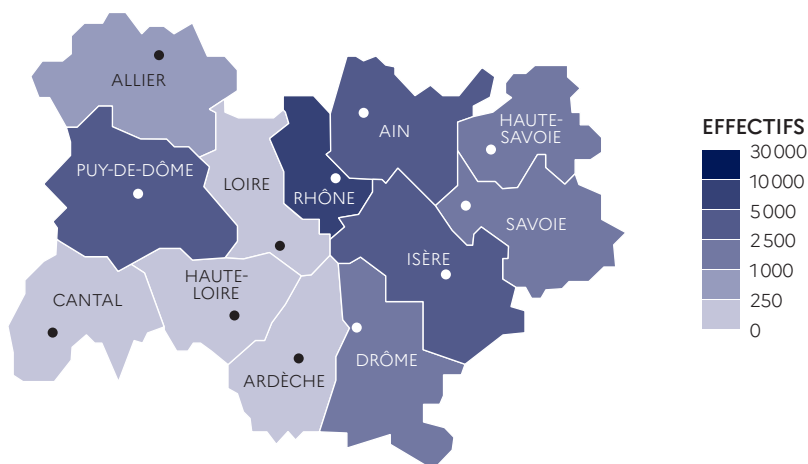 ALLIER
AIN
HAUTE-
SAVOIE
PUY-DE-DÔME
LOIRE
RHÔNE
SAVOIE
ISÈRE
HAUTE-
LOIRE
CANTAL
DRÔME
ARDÈCHE
EFFECTIFS
30 000
10 000
5 000
2 500
1 000
250
0